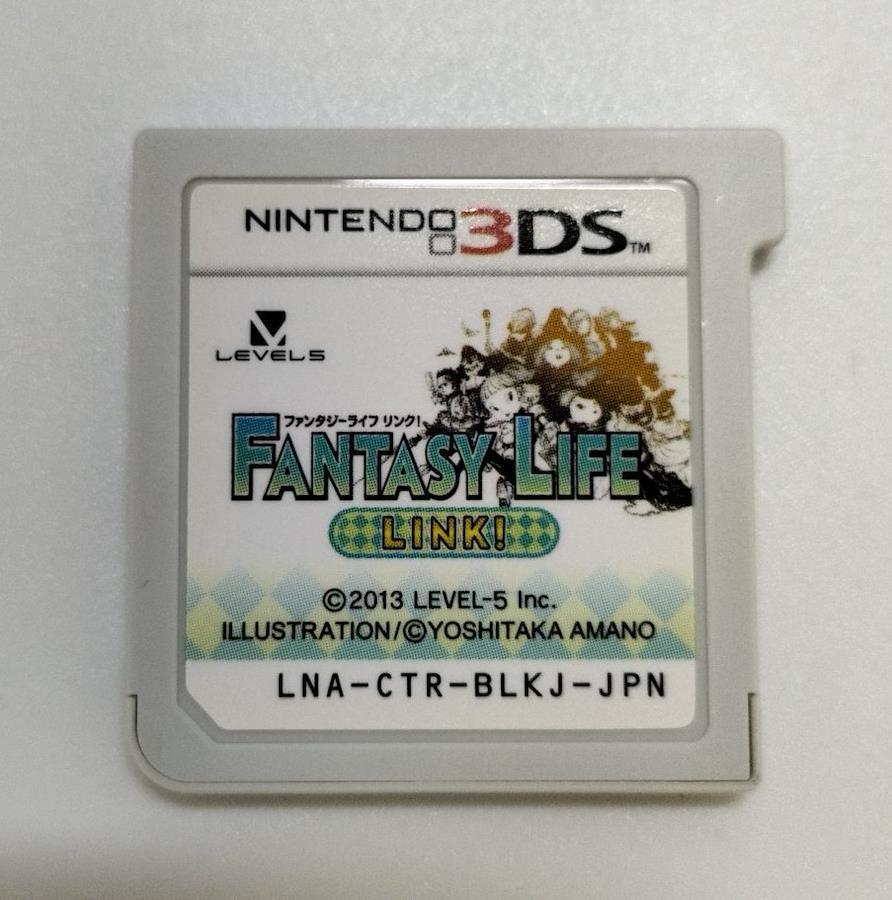 NINTENDO 3DS™
LEVEL5
ファンタジーライフ リンク!
FANTASY LIFE
LINK!
©2013 LEVEL-5 Inc.
ILLUSTRATION/©YOSHITAKA AMANO
LNA-CTR-BLKJ-JPN